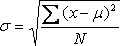 σ = √(∑(x − μ)² / N)